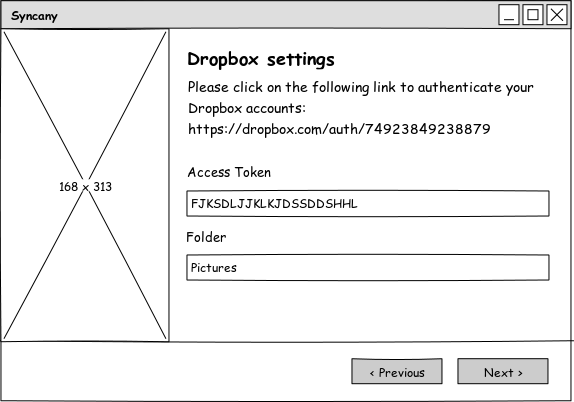 Syncany
Dropbox settings
Please click on the following link to authenticate your
Dropbox accounts:
https://dropbox.com/auth/74923849238879
168 x 313
Access Token
FJKSDLJJKLKJDSSDDSHHL
Folder
Pictures
‹ Previous
Next ›